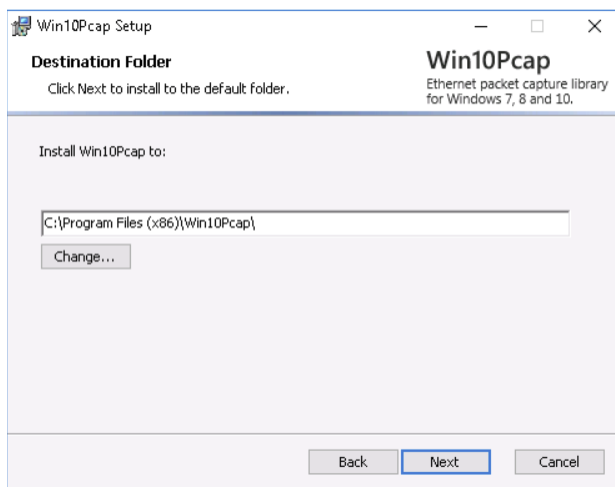 Win10Pcap Setup
Destination Folder
Click Next to install to the default folder.
Win10Pcap
Ethernet packet capture library
for Windows 7, 8 and 10.
Install Win10Pcap to:
C:\Program Files (x86)\Win10Pcap\
Change...
Back
Next
Cancel